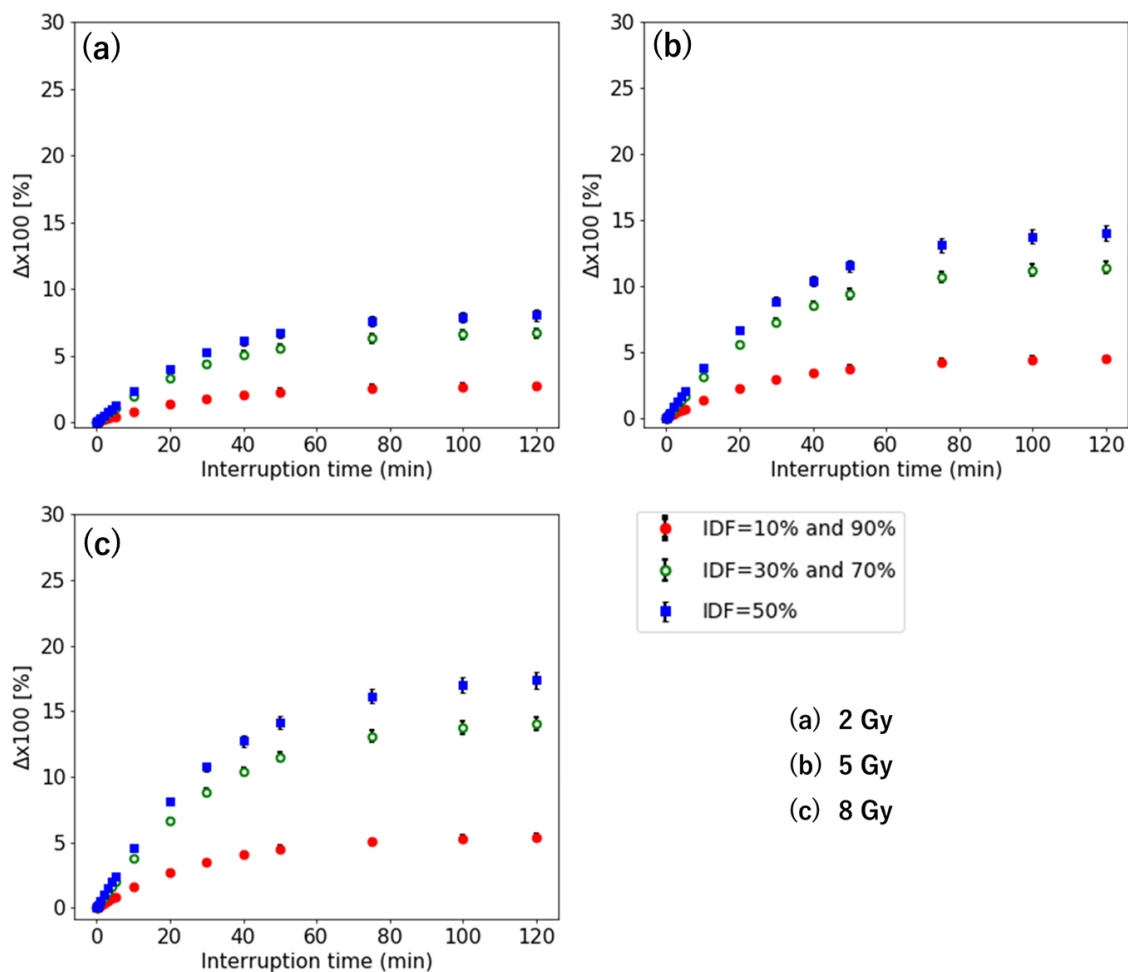 (a)
Δx100 [%]
30
25
20
15
10
5
0
0 20 40 60 80 100 120
Interruption time (min)
(b)
Δx100 [%]
30
25
20
15
10
5
0
0 20 40 60 80 100 120
Interruption time (min)
(c)
Δx100 [%]
30
25
20
15
10
5
0
0 20 40 60 80 100 120
Interruption time (min)
IDF=10% and 90%
IDF=30% and 70%
IDF=50%
(a) 2 Gy
(b) 5 Gy
(c) 8 Gy